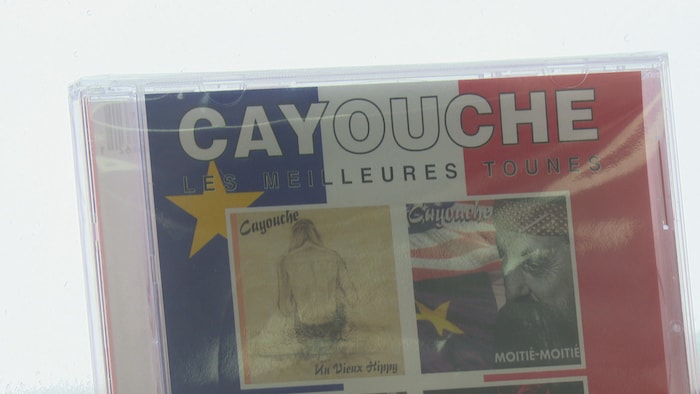 CAYOUCHE
LES MEILLEURES TOUNES
Cayouche
Un Vieux Hippy
Cayouche
MOITIÉ-MOITIÉ